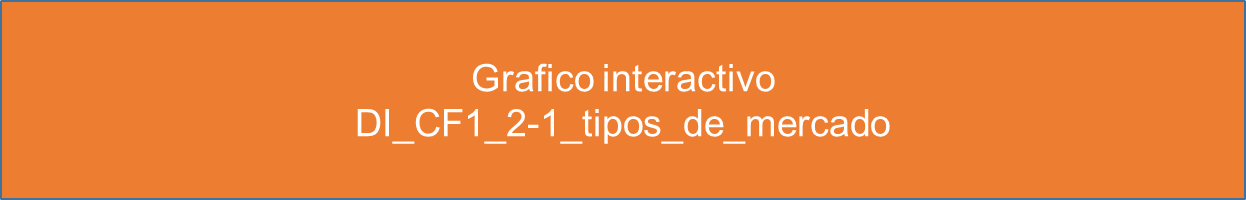 Grafico interactivo
DI_CF1_2-1_tipos_de_mercado